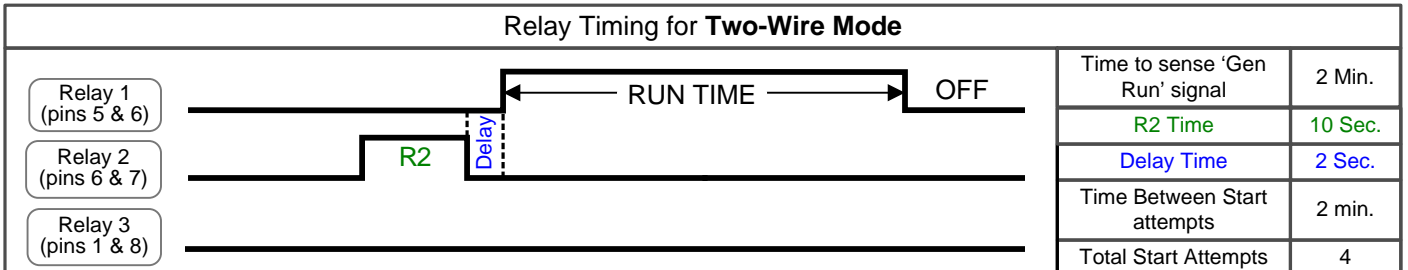 Relay Timing for Two-Wire Mode
Relay 1
(pins 5 & 6)
RUN TIME
OFF
Relay 2
(pins 6 & 7)
R2
Delay
Relay 3
(pins 1 & 8)
Time to sense ‘Gen
Run’ signal
2 Min.
R2 Time
10 Sec.
Delay Time
2 Sec.
Time Between Start
attempts
2 min.
Total Start Attempts
4